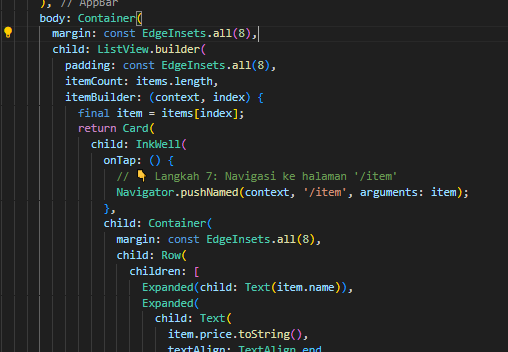 ), // AppBar
body: Container(
margin: const EdgeInsets.all(8),
child: ListView.builder(
padding: const EdgeInsets.all(8),
itemCount: items.length,
itemBuilder: (context, index) {
final item = items[index];
return Card(
child: InkWell(
onTap: () {
// 👇 Langkah 7: Navigasi ke halaman '/item'
Navigator.pushNamed(context, '/item', arguments: item);
},
child: Container(
margin: const EdgeInsets.all(8),
child: Row(
children: [
Expanded(child: Text(item.name)),
Expanded(
child: Text(
item.price.toString(),
textAlign: TextAlign.end